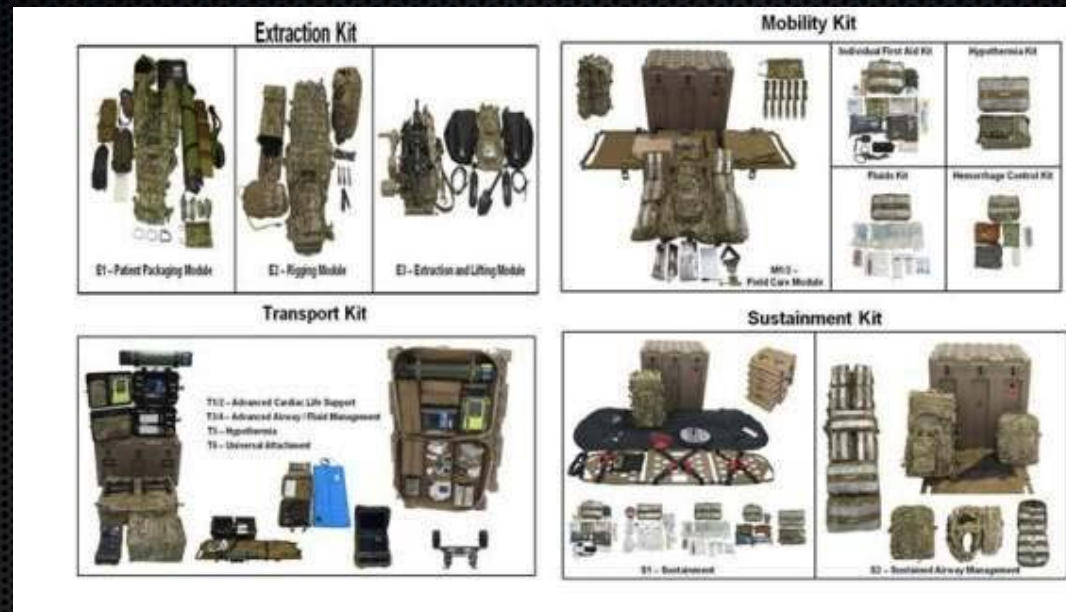 Extraction Kit
E1 – Patient Packaging Module
E2 – Rigging Module
E3 – Extraction and Lifting Module
Mobility Kit
M1/3 –
Field Care Module
Individual First Aid Kit
Hypothermia Kit
Fluids Kit
Hemorrhage Control Kit
Transport Kit
T1/2 – Advanced Cardiac Life Support
T3/4 – Advanced Airway / Fluid Management
T5 – Hypothermia
T6 – Universal Attachment
Sustainment Kit
S1 – Sustainment
S2 – Sustained Airway Management